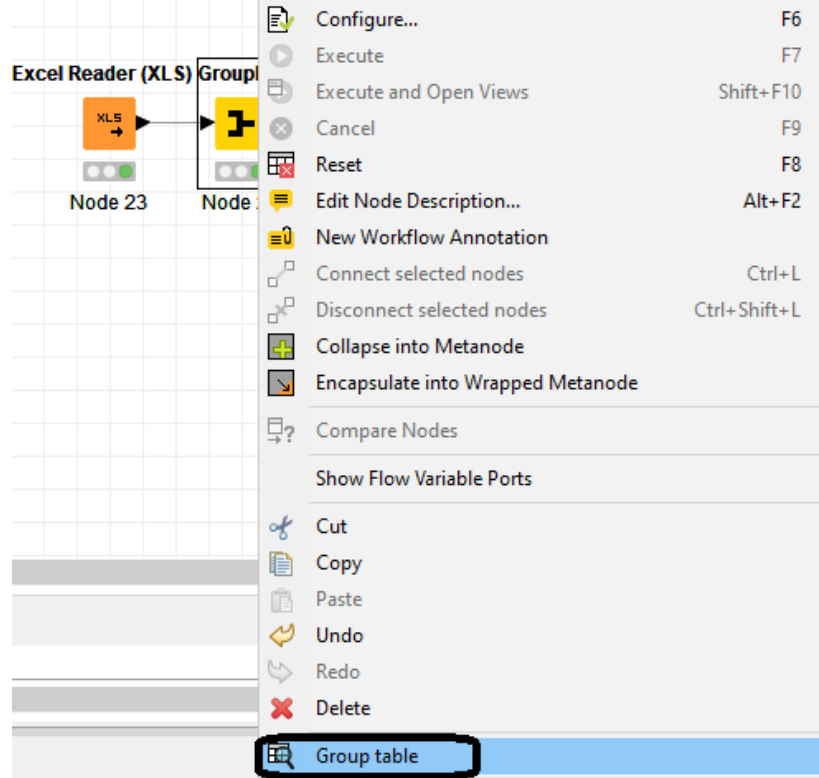 Configure... F6
Execute F7
Excel Reader (XLS) Group
Execute and Open Views Shift+F10
XLS
Cancel F9
Reset F8
Node 23 Node
Edit Node Description... Alt+F2
New Workflow Annotation
Connect selected nodes Ctrl+L
Disconnect selected nodes Ctrl+Shift+L
Collapse into Metanode
Encapsulate into Wrapped Metanode
Compare Nodes
Show Flow Variable Ports
Cut
Copy
Paste
Undo
Redo
Delete
Group table